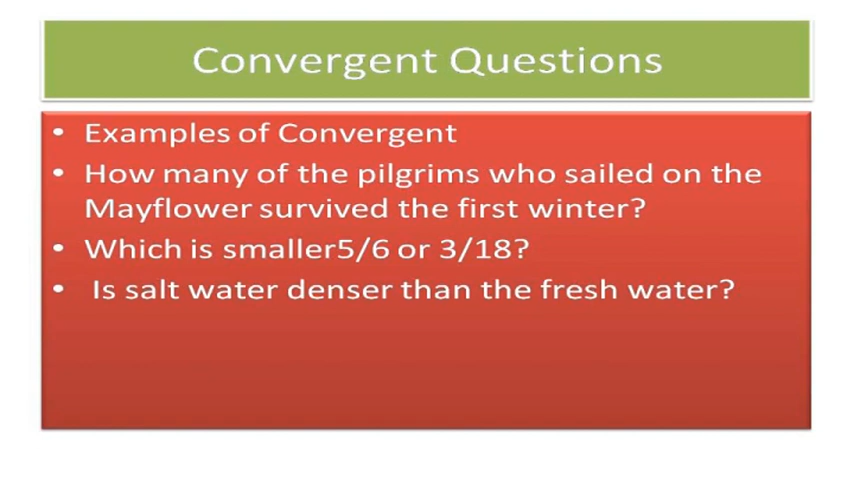 Convergent Questions
• Examples of Convergent
• How many of the pilgrims who sailed on the
Mayflower survived the first winter?
• Which is smaller5/6 or 3/18?
• Is salt water denser than the fresh water?